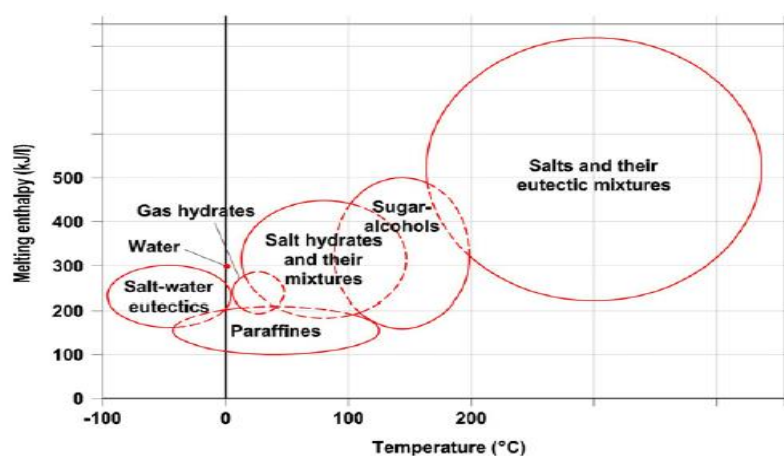 Melting enthalpy (kJ/l)
500
400
300
200
100
0
-100
0
100
200
Temperature (°C)
Gas hydrates
Water
Salt-water
eutectics
Salt hydrates
and their
mixtures
Sugar-
alcohols
Paraffines
Salts and their
eutectic mixtures